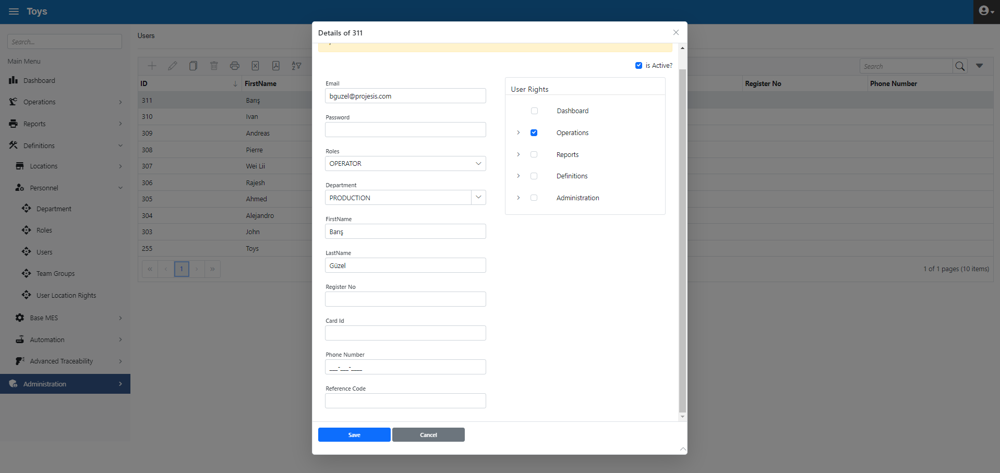 Toys
Search...
Main Menu
Dashboard
Operations
Reports
Definitions
Locations
Personnel
Department
Roles
Users
Team Groups
User Location Rights
Base MES
Automation
Advanced Traceability
Administration
Users
Search
ID FirstName Register No Phone Number
311 Barış
310 Ivan
309 Andreas
308 Pierre
307 Wei Lii
306 Rajesh
305 Ahmed
304 Alejandro
303 John
255 Toys
« ‹ 1 › »
1 of 1 pages (10 items)
Details of 311
is Active?
Email
bguzel@projesis.com
Password
Roles
OPERATOR
Department
PRODUCTION
FirstName
Barış
LastName
Güzel
Register No
Card Id
Phone Number
___-___-____
Reference Code
User Rights
Dashboard
Operations
Reports
Definitions
Administration
Save Cancel